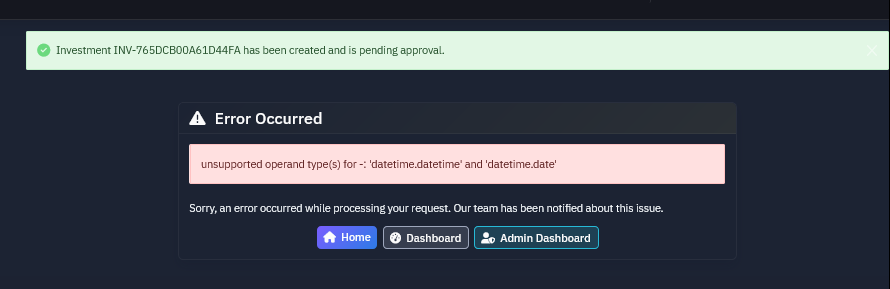 Investment INV-765DCB00A61D44FA has been created and is pending approval.
Error Occurred
unsupported operand type(s) for -: 'datetime.datetime' and 'datetime.date'
Sorry, an error occurred while processing your request. Our team has been notified about this issue.
Home Dashboard Admin Dashboard